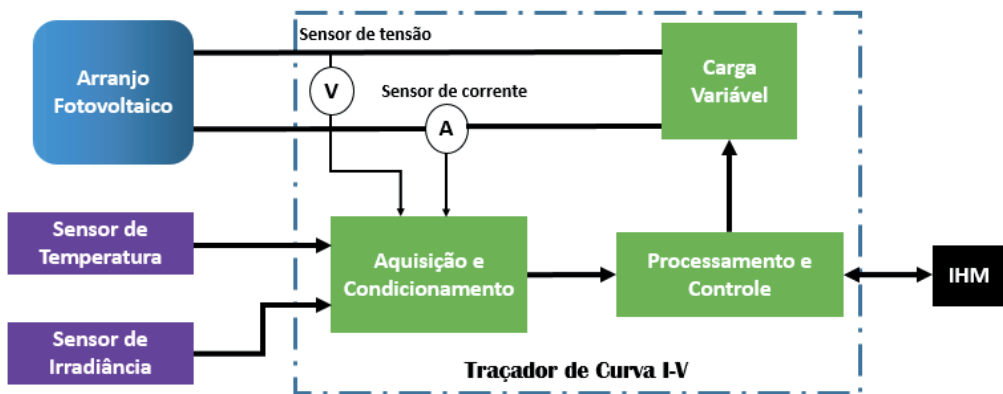 Sensor de tensão
Arranjo
Fotovoltaico
V
Sensor de corrente
A
Carga
Variável
Sensor de
Temperatura
Aquisição e
Condicionamento
Processamento e
Controle
IHM
Sensor de
Irradiância
Traçador de Curva I-V